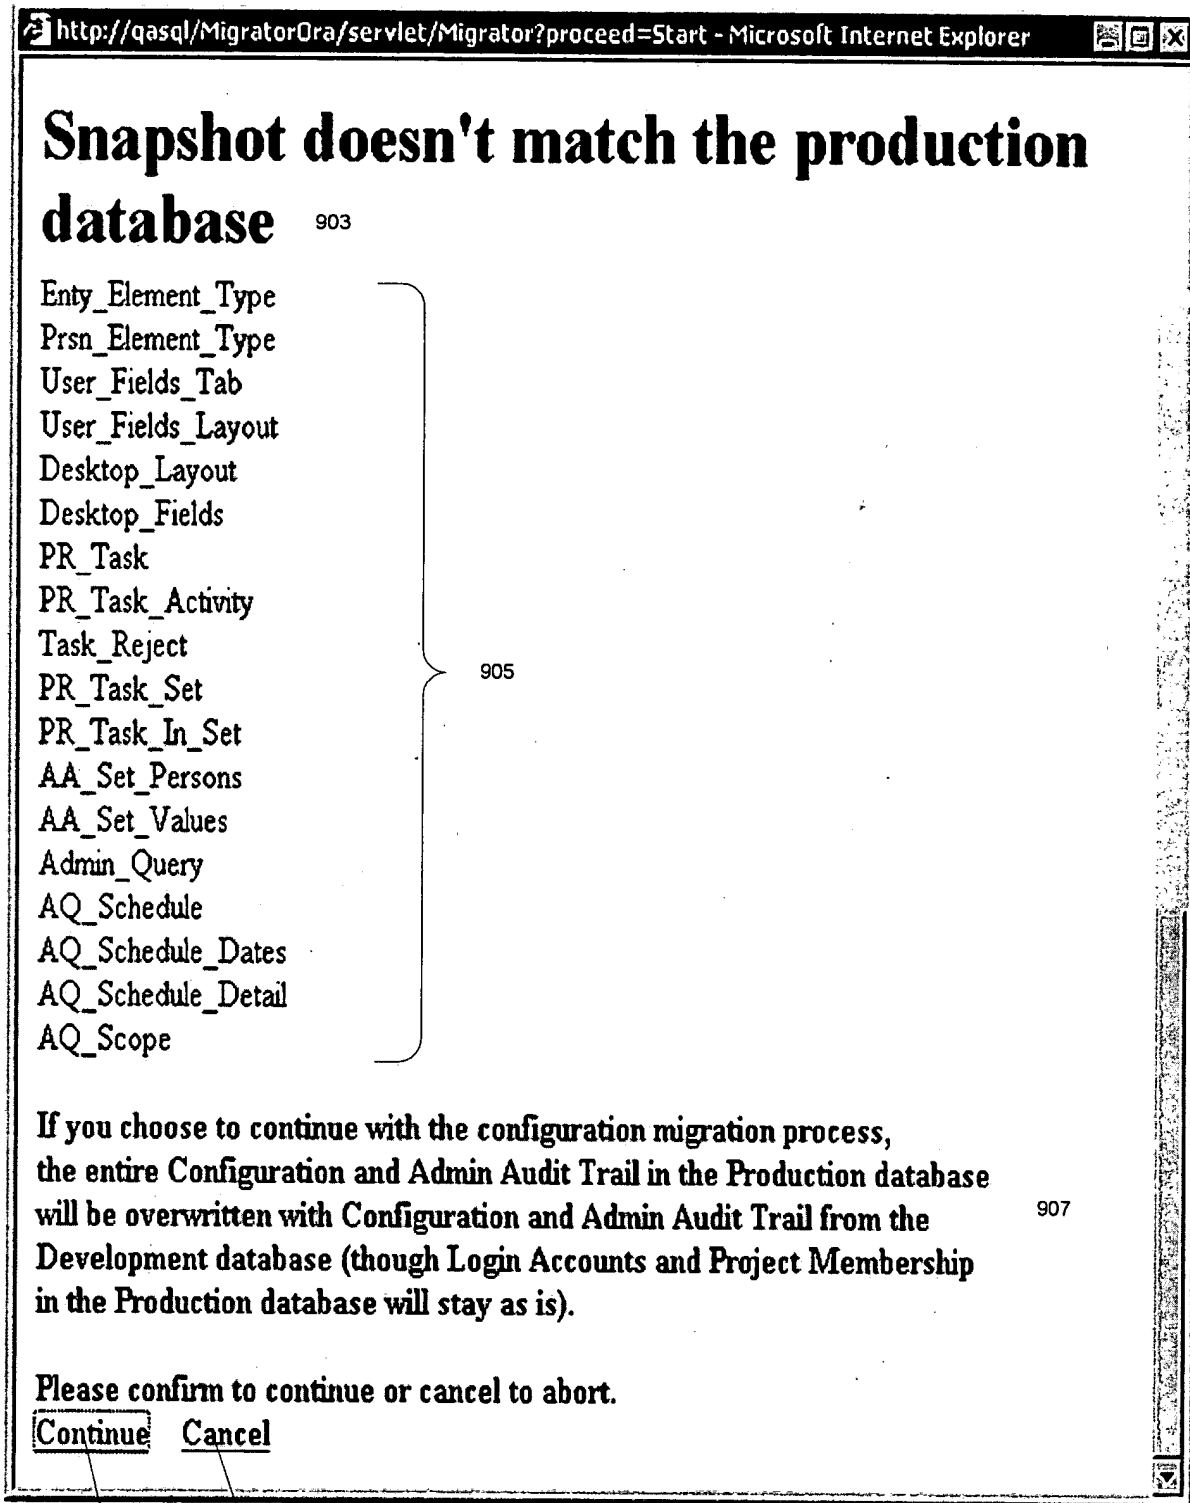 http://qasql/MigratorOra/servlet/Migrator?proceed=Start - Microsoft Internet Explorer
Snapshot doesn't match the production
database 903
Enty_Element_Type
Prsn_Element_Type
User_Fields_Tab
User_Fields_Layout
Desktop_Layout
Desktop_Fields
PR_Task
PR_Task_Activity
Task_Reject
905
PR_Task_Set
PR_Task_In_Set
AA_Set_Persons
AA_Set_Values
Admin_Query
AQ_Schedule
AQ_Schedule_Dates
AQ_Schedule_Detail
AQ_Scope
If you choose to continue with the configuration migration process,
the entire Configuration and Admin Audit Trail in the Production database
will be overwritten with Configuration and Admin Audit Trail from the
907
Development database (though Login Accounts and Project Membership
in the Production database will stay as is).
Please confirm to continue or cancel to abort.
Continue Cancel